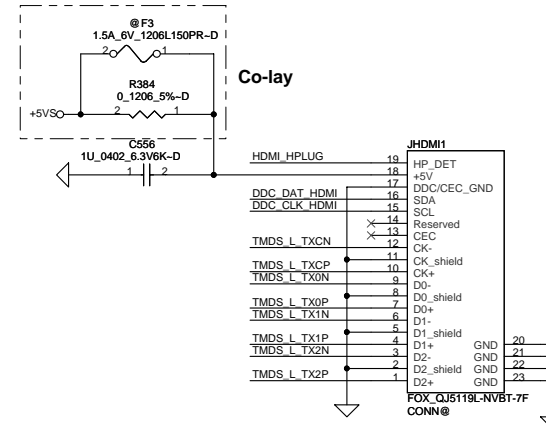 @F3
1.5A_6V_1206L150PR~D
2 1
Co-lay
R384
0_1206_5%~D
+5VS
2 1
C556
1U_0402_6.3V6K~D
1 2
JHDMI1
HDMI_HPLUG 19 HP_DET
18 +5V
17 DDC/CEC_GND
DDC_DAT_HDMI 16 SDA
DDC_CLK_HDMI 15 SCL
14 Reserved
13 CEC
TMDS_L_TXCN 12 CK-
11 CK_shield
TMDS_L_TXCP 10 CK+
TMDS_L_TX0N 9 D0-
8 D0_shield
TMDS_L_TX0P 7 D0+
TMDS_L_TX1N 6 D1-
5 D1_shield
TMDS_L_TX1P 4 D1+ GND 20
TMDS_L_TX2N 3 D2- GND 21
2 D2_shield GND 22
TMDS_L_TX2P 1 D2+ GND 23
FOX_QJ5119L-NVBT-7F
CONN@